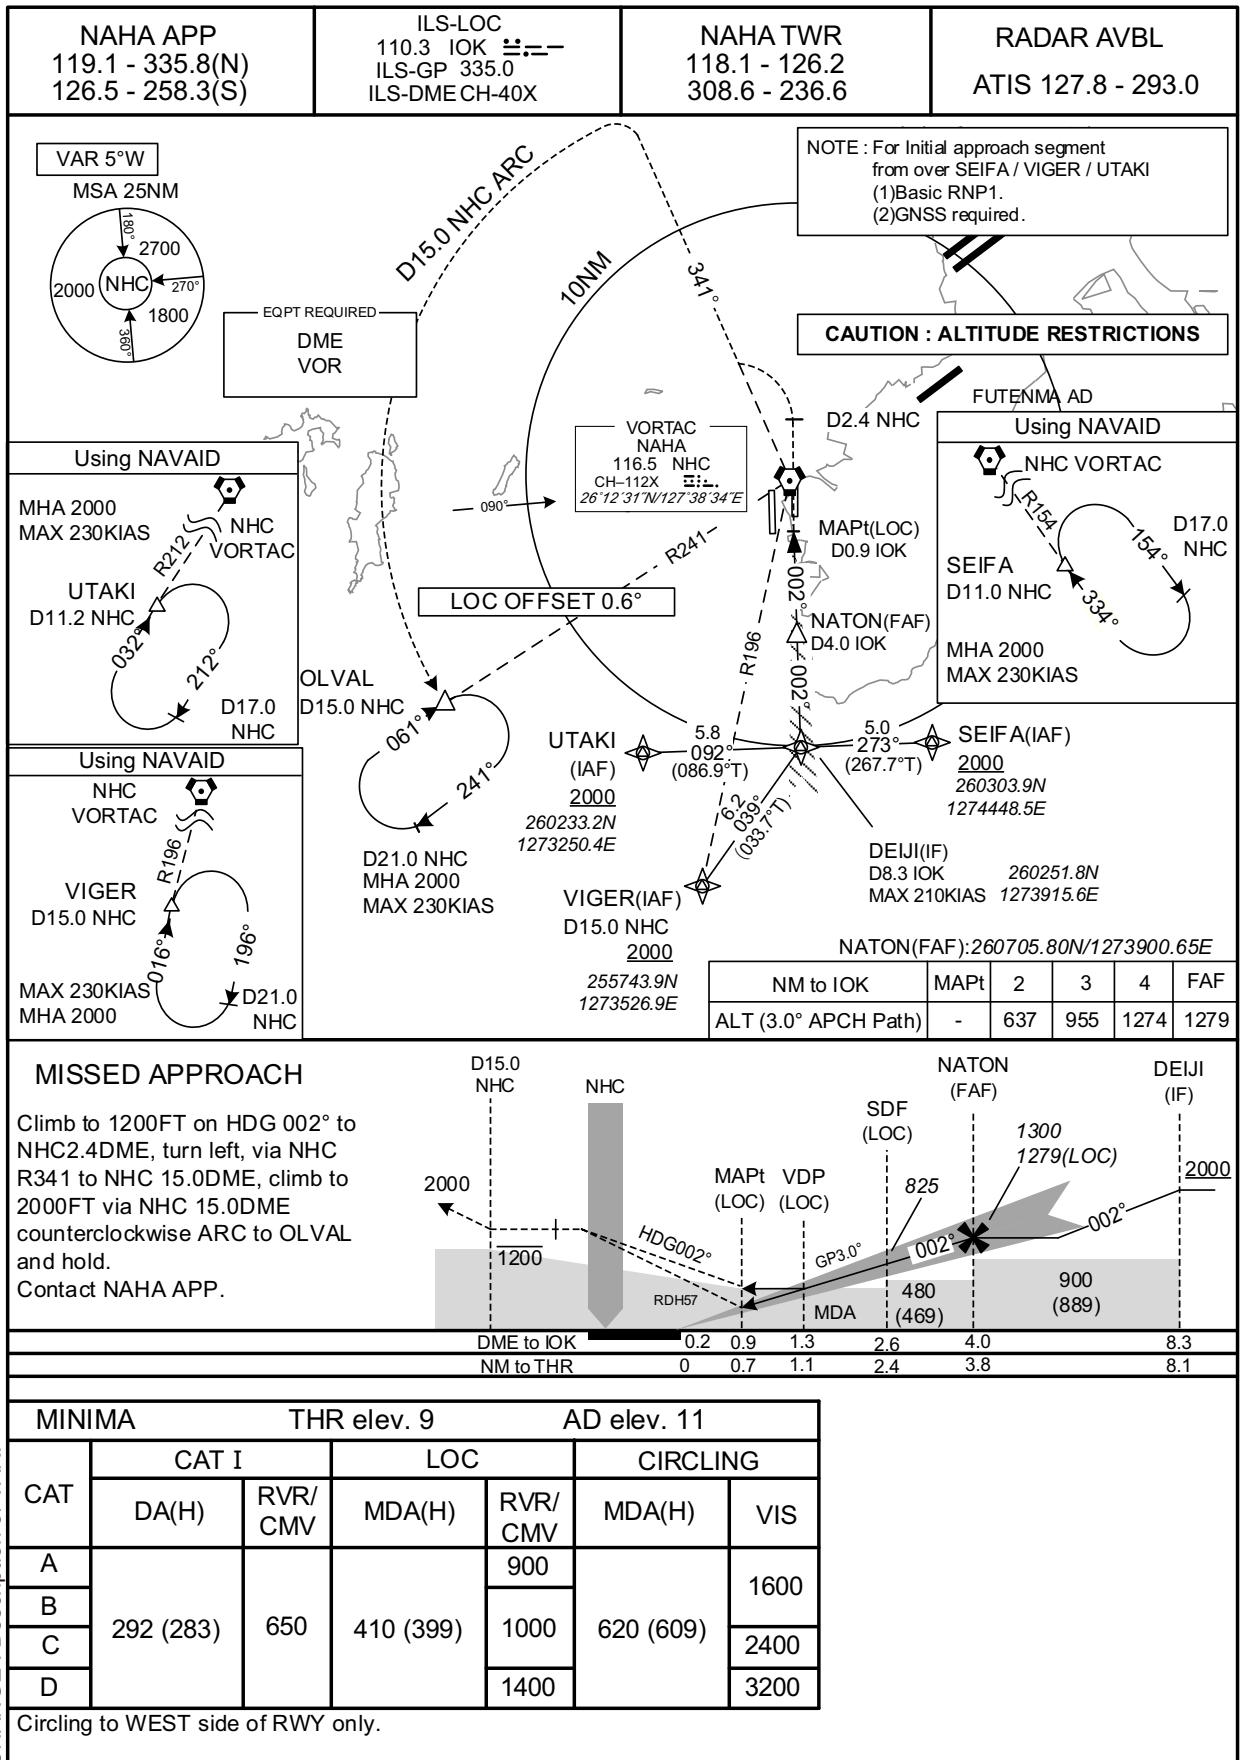 NAHA APP
119.1 - 335.8(N)
126.5 - 258.3(S)
ILS-LOC
110.3 IOK
ILS-GP 335.0
ILS-DME CH-40X
NAHA TWR
118.1 - 126.2
308.6 - 236.6
RADAR AVBL
ATIS 127.8 - 293.0
VAR 5°W
MSA 25NM
180°
2700
NHC
270°
2000
1800
360°
D15.0 NHC ARC
10NM
341°
NOTE : For Initial approach segment
from over SEIFA / VIGER / UTAKI
(1)Basic RNP1.
(2)GNSS required.
EQPT REQUIRED
DME
VOR
CAUTION : ALTITUDE RESTRICTIONS
FUTENMA AD
D2.4 NHC
VORTAC
NAHA
116.5 NHC
CH–112X
26°12´31˝N/127°38´34˝E
090°
R241
MAPt(LOC)
D0.9 IOK
LOC OFFSET 0.6°
002°
NATON(FAF)
D4.0 IOK
002°
R196
Using NAVAID
MHA 2000
MAX 230KIAS
NHC
VORTAC
R212
UTAKI
D11.2 NHC
032°
212°
D17.0
NHC
Using NAVAID
NHC VORTAC
R154
154°
D17.0
NHC
SEIFA
D11.0 NHC
334°
MHA 2000
MAX 230KIAS
OLVAL
D15.0 NHC
061°
241°
D21.0 NHC
MHA 2000
MAX 230KIAS
Using NAVAID
NHC
VORTAC
R196
VIGER
D15.0 NHC
016°
196°
MAX 230KIAS
MHA 2000
D21.0
NHC
UTAKI
(IAF)
2000
260233.2N
1273250.4E
5.8
092°
(086.9°T)
5.0
273°
(267.7°T)
SEIFA(IAF)
2000
260303.9N
1274448.5E
6.2
039°
(033.7°T)
DEIJI(IF)
D8.3 IOK
MAX 210KIAS
260251.8N
1273915.6E
VIGER(IAF)
D15.0 NHC
2000
255743.9N
1273526.9E
NATON(FAF):260705.80N/1273900.65E
NM to IOK MAPt 2 3 4 FAF
ALT (3.0° APCH Path) - 637 955 1274 1279
MISSED APPROACH
Climb to 1200FT on HDG 002° to
NHC2.4DME, turn left, via NHC
R341 to NHC 15.0DME, climb to
2000FT via NHC 15.0DME
counterclockwise ARC to OLVAL
and hold.
Contact NAHA APP.
D15.0
NHC
NHC
NATON
(FAF)
DEIJI
(IF)
SDF
(LOC)
1300
1279(LOC)
MAPt
(LOC)
VDP
(LOC)
825
2000
2000
1200
HDG002°
GP3.0°
002°
002°
RDH57
MDA
480
(469)
900
(889)
DME to IOK 0.2 0.9 1.3 2.6 4.0 8.3
NM to THR 0 0.7 1.1 2.4 3.8 8.1
MINIMA THR elev. 9 AD elev. 11
CAT CAT I LOC CIRCLING
DA(H) RVR/CMV MDA(H) RVR/CMV MDA(H) VIS
A 292 (283) 650 410 (399) 900 620 (609) 1600
B 1000
C 2400
D 1400 3200
Circling to WEST side of RWY only.